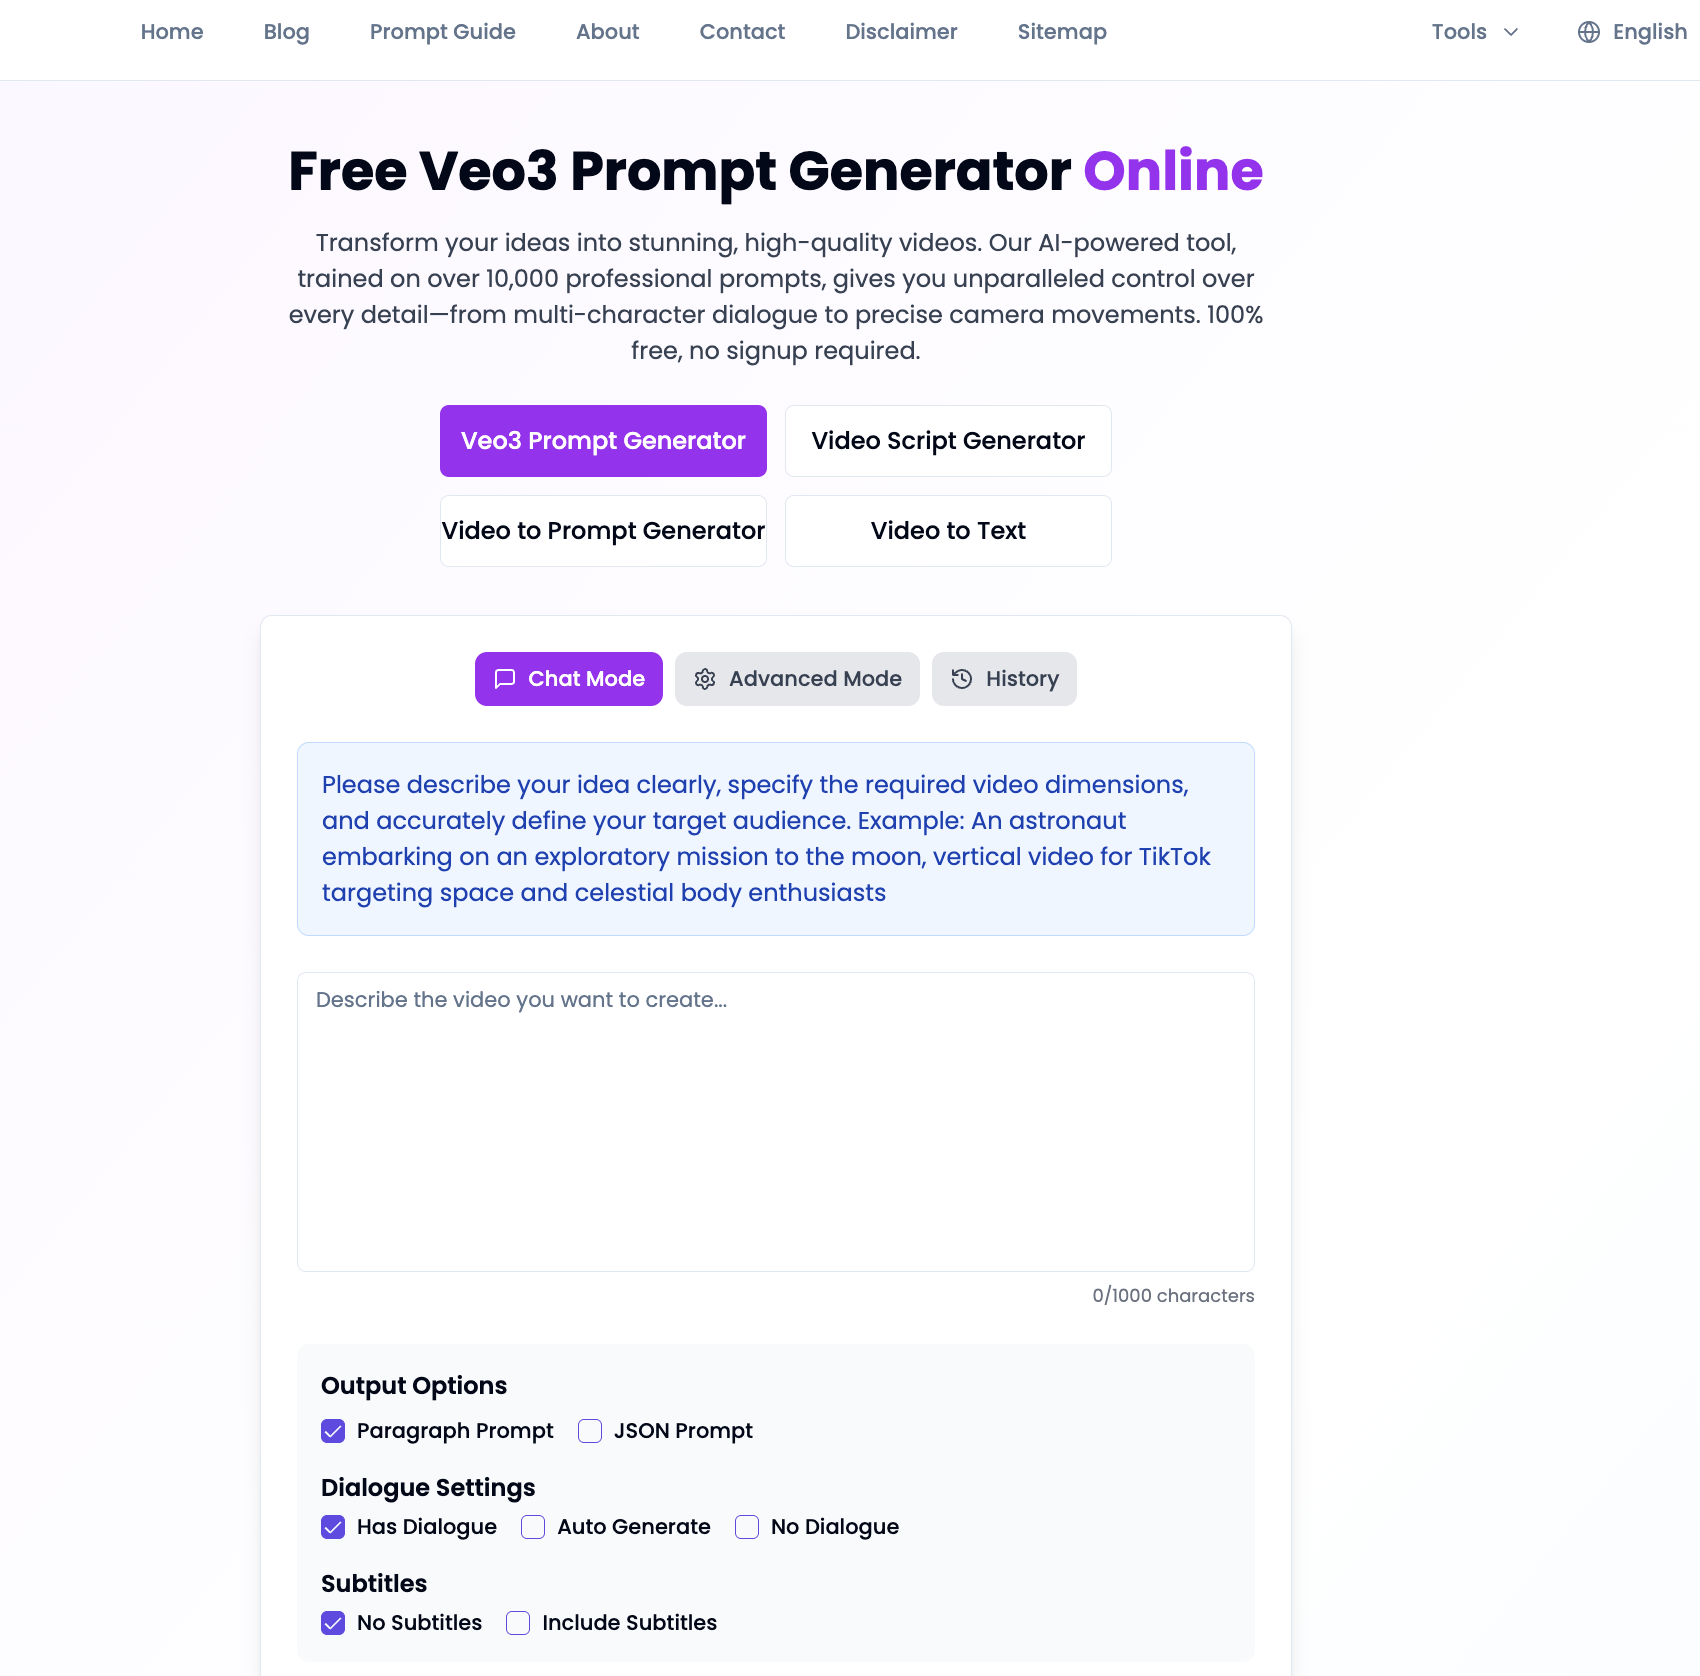 Home Blog Prompt Guide About Contact Disclaimer Sitemap Tools English
Free Veo3 Prompt Generator Online
Transform your ideas into stunning, high-quality videos. Our AI-powered tool,
trained on over 10,000 professional prompts, gives you unparalleled control over
every detail—from multi-character dialogue to precise camera movements. 100%
free, no signup required.
Veo3 Prompt Generator Video Script Generator
Video to Prompt Generator Video to Text
Chat Mode Advanced Mode History
Please describe your idea clearly, specify the required video dimensions,
and accurately define your target audience. Example: An astronaut
embarking on an exploratory mission to the moon, vertical video for TikTok
targeting space and celestial body enthusiasts
Describe the video you want to create...
0/1000 characters
Output Options
Paragraph Prompt JSON Prompt
Dialogue Settings
Has Dialogue Auto Generate No Dialogue
Subtitles
No Subtitles Include Subtitles